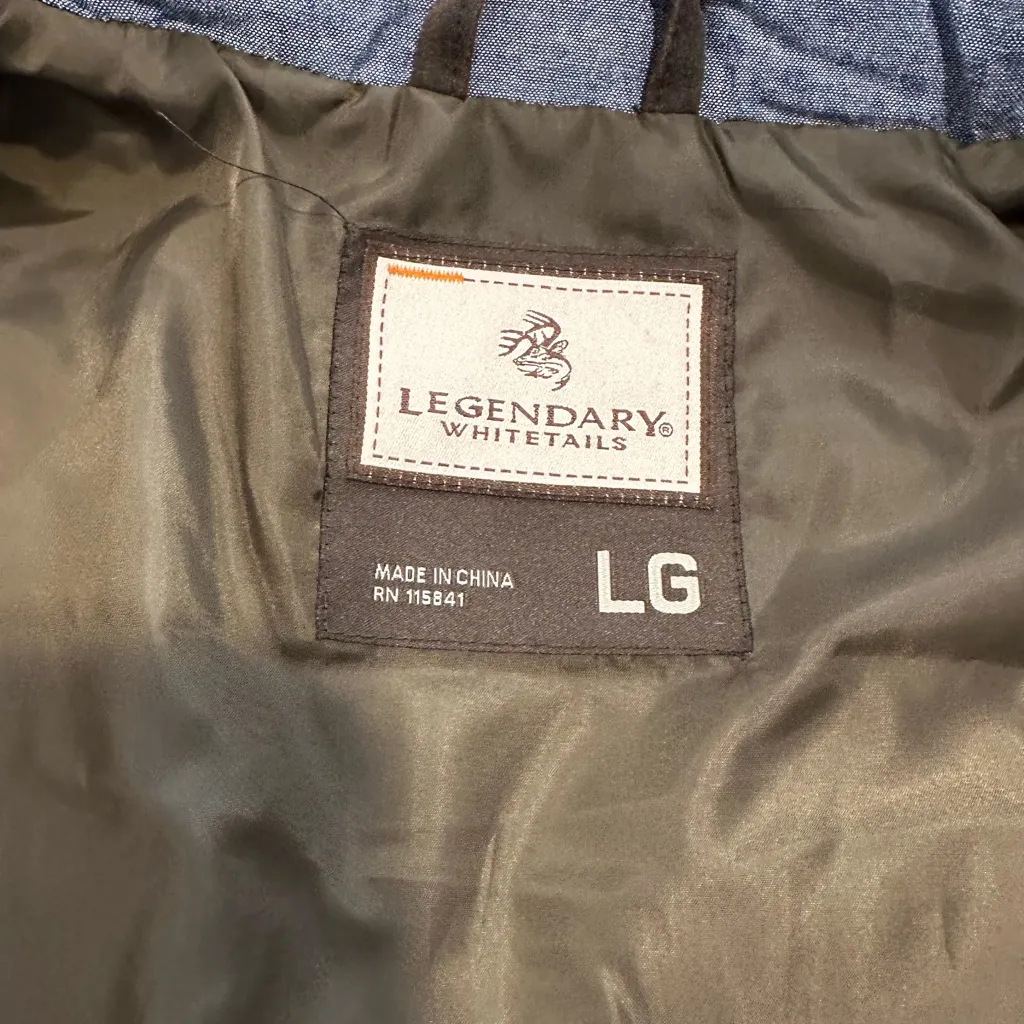 LEGENDARY®
WHITETAILS
MADE IN CHINA
RN 115841
LG